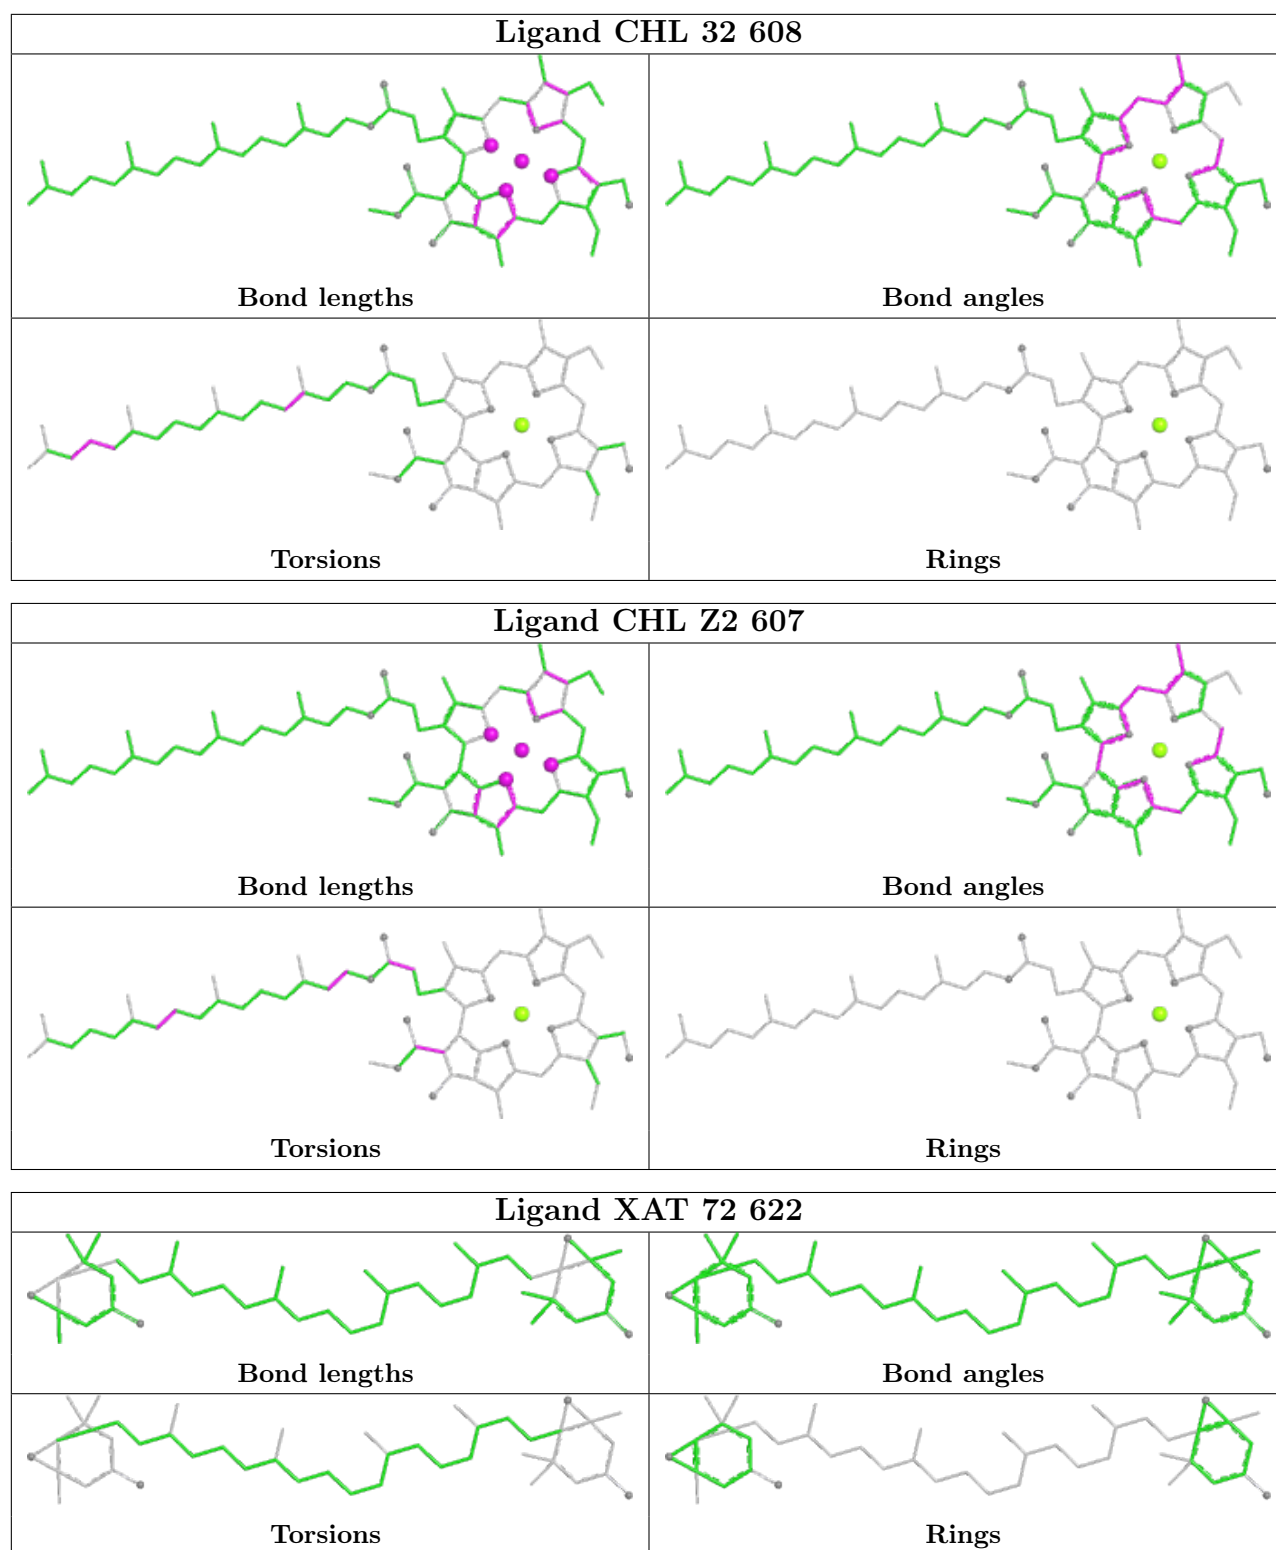 Ligand CHL 32 608
Bond lengths
Bond angles
Torsions
Rings
Ligand CHL Z2 607
Bond lengths
Bond angles
Torsions
Rings
Ligand XAT 72 622
Bond lengths
Bond angles
Torsions
Rings